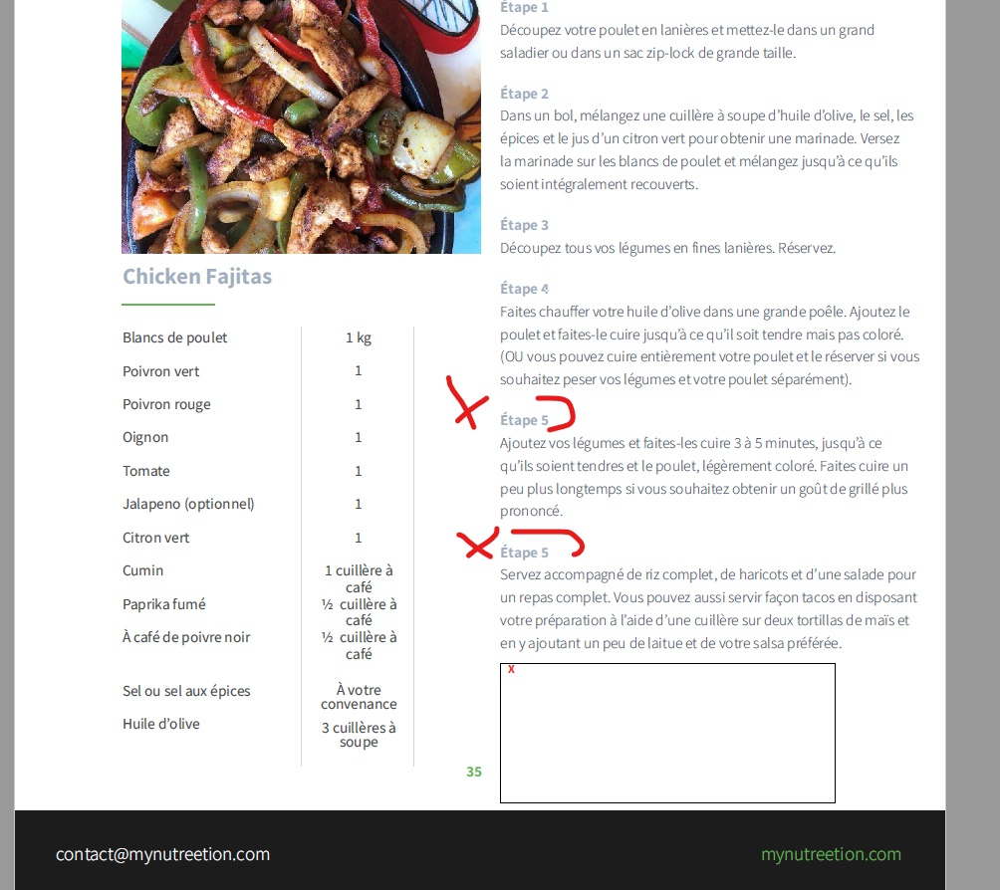 Chicken Fajitas
Blancs de poulet 1 kg
Poivron vert 1
Poivron rouge 1
Oignon 1
Tomate 1
Jalapeno (optionnel) 1
Citron vert 1
Cumin 1 cuillère à
café
Paprika fumé ½ cuillère à
café
À café de poivre noir ½ cuillère à
café
Sel ou sel aux épices À votre
convenance
Huile d’olive 3 cuillères à
soupe
Étape 1
Découpez votre poulet en lanières et mettez-le dans un grand
saladier ou dans un sac zip-lock de grande taille.
Étape 2
Dans un bol, mélangez une cuillère à soupe d’huile d’olive, le sel, les
épices et le jus d’un citron vert pour obtenir une marinade. Versez
la marinade sur les blancs de poulet et mélangez jusqu’à ce qu’ils
soient intégralement recouverts.
Étape 3
Découpez tous vos légumes en fines lanières. Réservez.
Étape 4
Faites chauffer votre huile d’olive dans une grande poêle. Ajoutez le
poulet et faites-le cuire jusqu’à ce qu’il soit tendre mais pas coloré.
(OU vous pouvez cuire entièrement votre poulet et le réserver si vous
souhaitez peser vos légumes et votre poulet séparément).
Étape 5
Ajoutez vos légumes et faites-les cuire 3 à 5 minutes, jusqu’à ce
qu’ils soient tendres et le poulet, légèrement coloré. Faites cuire un
peu plus longtemps si vous souhaitez obtenir un goût de grillé plus
prononcé.
Étape 5
Servez accompagné de riz complet, de haricots et d’une salade pour
un repas complet. Vous pouvez aussi servir façon tacos en disposant
votre préparation à l’aide d’une cuillère sur deux tortillas de maïs et
en y ajoutant un peu de laitue et de votre salsa préférée.
X
35
contact@mynutreetion.com
mynutreetion.com